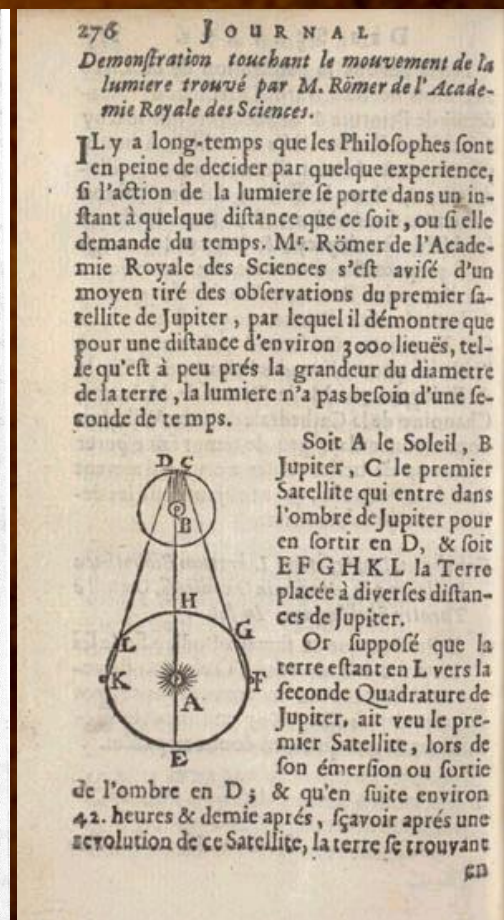 276 JOURNAL
Demonſtration touchant le mouvement de la
lumiere trouvé par M. Römer de l'Acade-
mie Royale des Sciences.
IL y a long-temps que les Philoſophes ſont
en peine de decider par quelque experience,
ſi l'action de la lumiere ſe porte dans un in-
ſtant à quelque diſtance que ce ſoit, ou ſi elle
demande du temps. Mr. Römer de l'Acade-
mie Royale des Sciences s'eſt aviſé d'un
moyen tiré des obſervations du premier ſa-
tellite de Jupiter, par lequel il démontre que
pour une diſtance d'environ 3000 lieuës, tel-
le qu'eſt à peu prés la grandeur du diametre
de la terre, la lumiere n'a pas beſoin d'une ſe-
conde de temps.
Soit A le Soleil, B
Jupiter, C le premier
Satellite qui entre dans
l'ombre de Jupiter pour
en ſortir en D, & ſoit
E F G H K L la Terre
placée à diverſes diſtan-
ces de Jupiter.
Or ſuppoſé que la
terre eſtant en L vers la
ſeconde Quadrature de
Jupiter, ait veu le pre-
mier Satellite, lors de
ſon émerſion ou ſortie
de l'ombre en D; & qu'en ſuite environ
42. heures & demie aprés, ſçavoir aprés une
revolution de ce Satellite, la terre ſe trouvant
en
D C
B
H
G
L
K
F
A
E